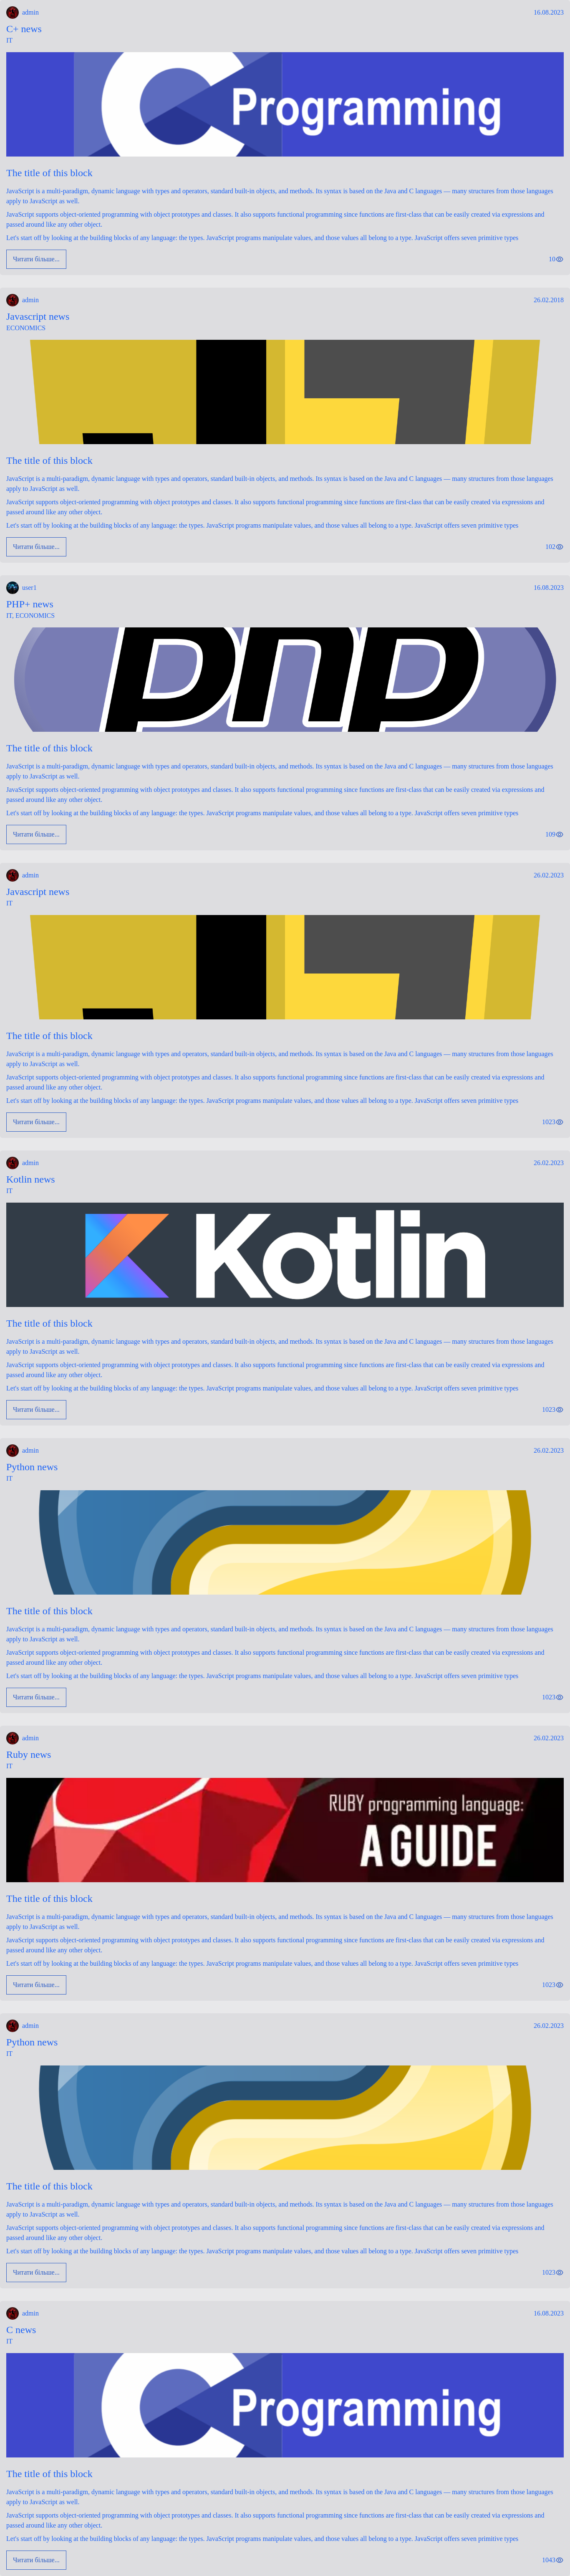 admin 16.08.2023
C+ news
IT
Programming
The title of this block
JavaScript is a multi-paradigm, dynamic language with types and operators, standard built-in objects, and methods. Its syntax is based on the Java and C languages — many structures from those languages
apply to JavaScript as well.
JavaScript supports object-oriented programming with object prototypes and classes. It also supports functional programming since functions are first-class that can be easily created via expressions and
passed around like any other object.
Let's start off by looking at the building blocks of any language: the types. JavaScript programs manipulate values, and those values all belong to a type. JavaScript offers seven primitive types
Читати більше... 10
admin 26.02.2018
Javascript news
ECONOMICS
The title of this block
JavaScript is a multi-paradigm, dynamic language with types and operators, standard built-in objects, and methods. Its syntax is based on the Java and C languages — many structures from those languages
apply to JavaScript as well.
JavaScript supports object-oriented programming with object prototypes and classes. It also supports functional programming since functions are first-class that can be easily created via expressions and
passed around like any other object.
Let's start off by looking at the building blocks of any language: the types. JavaScript programs manipulate values, and those values all belong to a type. JavaScript offers seven primitive types
Читати більше... 102
user1 16.08.2023
PHP+ news
IT, ECONOMICS
php
The title of this block
JavaScript is a multi-paradigm, dynamic language with types and operators, standard built-in objects, and methods. Its syntax is based on the Java and C languages — many structures from those languages
apply to JavaScript as well.
JavaScript supports object-oriented programming with object prototypes and classes. It also supports functional programming since functions are first-class that can be easily created via expressions and
passed around like any other object.
Let's start off by looking at the building blocks of any language: the types. JavaScript programs manipulate values, and those values all belong to a type. JavaScript offers seven primitive types
Читати більше... 109
admin 26.02.2023
Javascript news
IT
The title of this block
JavaScript is a multi-paradigm, dynamic language with types and operators, standard built-in objects, and methods. Its syntax is based on the Java and C languages — many structures from those languages
apply to JavaScript as well.
JavaScript supports object-oriented programming with object prototypes and classes. It also supports functional programming since functions are first-class that can be easily created via expressions and
passed around like any other object.
Let's start off by looking at the building blocks of any language: the types. JavaScript programs manipulate values, and those values all belong to a type. JavaScript offers seven primitive types
Читати більше... 1023
admin 26.02.2023
Kotlin news
IT
Kotlin
The title of this block
JavaScript is a multi-paradigm, dynamic language with types and operators, standard built-in objects, and methods. Its syntax is based on the Java and C languages — many structures from those languages
apply to JavaScript as well.
JavaScript supports object-oriented programming with object prototypes and classes. It also supports functional programming since functions are first-class that can be easily created via expressions and
passed around like any other object.
Let's start off by looking at the building blocks of any language: the types. JavaScript programs manipulate values, and those values all belong to a type. JavaScript offers seven primitive types
Читати більше... 1023
admin 26.02.2023
Python news
IT
The title of this block
JavaScript is a multi-paradigm, dynamic language with types and operators, standard built-in objects, and methods. Its syntax is based on the Java and C languages — many structures from those languages
apply to JavaScript as well.
JavaScript supports object-oriented programming with object prototypes and classes. It also supports functional programming since functions are first-class that can be easily created via expressions and
passed around like any other object.
Let's start off by looking at the building blocks of any language: the types. JavaScript programs manipulate values, and those values all belong to a type. JavaScript offers seven primitive types
Читати більше... 1023
admin 26.02.2023
Ruby news
IT
RUBY programming language:
A GUIDE
The title of this block
JavaScript is a multi-paradigm, dynamic language with types and operators, standard built-in objects, and methods. Its syntax is based on the Java and C languages — many structures from those languages
apply to JavaScript as well.
JavaScript supports object-oriented programming with object prototypes and classes. It also supports functional programming since functions are first-class that can be easily created via expressions and
passed around like any other object.
Let's start off by looking at the building blocks of any language: the types. JavaScript programs manipulate values, and those values all belong to a type. JavaScript offers seven primitive types
Читати більше... 1023
admin 26.02.2023
Python news
IT
The title of this block
JavaScript is a multi-paradigm, dynamic language with types and operators, standard built-in objects, and methods. Its syntax is based on the Java and C languages — many structures from those languages
apply to JavaScript as well.
JavaScript supports object-oriented programming with object prototypes and classes. It also supports functional programming since functions are first-class that can be easily created via expressions and
passed around like any other object.
Let's start off by looking at the building blocks of any language: the types. JavaScript programs manipulate values, and those values all belong to a type. JavaScript offers seven primitive types
Читати більше... 1023
admin 16.08.2023
C news
IT
Programming
The title of this block
JavaScript is a multi-paradigm, dynamic language with types and operators, standard built-in objects, and methods. Its syntax is based on the Java and C languages — many structures from those languages
apply to JavaScript as well.
JavaScript supports object-oriented programming with object prototypes and classes. It also supports functional programming since functions are first-class that can be easily created via expressions and
passed around like any other object.
Let's start off by looking at the building blocks of any language: the types. JavaScript programs manipulate values, and those values all belong to a type. JavaScript offers seven primitive types
Читати більше... 1043